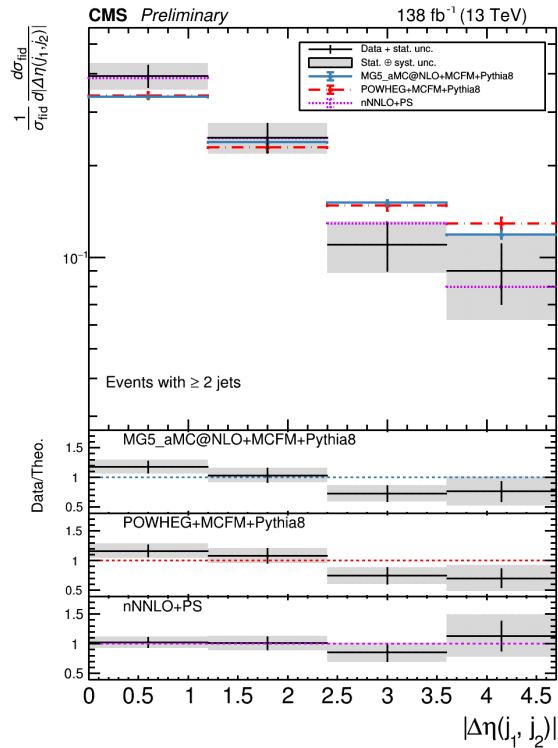 CMS Preliminary 138 fb⁻¹ (13 TeV)
1/σfid dσfid/d|Δη(j1,j2)|
Data + stat. unc.
Stat. ⊕ syst. unc.
MG5_aMC@NLO+MCFM+Pythia8
POWHEG+MCFM+Pythia8
nNNLO+PS
10⁻¹
Events with ≥ 2 jets
Data/Theo.
MG5_aMC@NLO+MCFM+Pythia8
1.5
1
0.5
POWHEG+MCFM+Pythia8
1.5
1
0.5
nNNLO+PS
1.5
1
0.5
0 0.5 1 1.5 2 2.5 3 3.5 4 4.5
|Δη(j1, j2)|